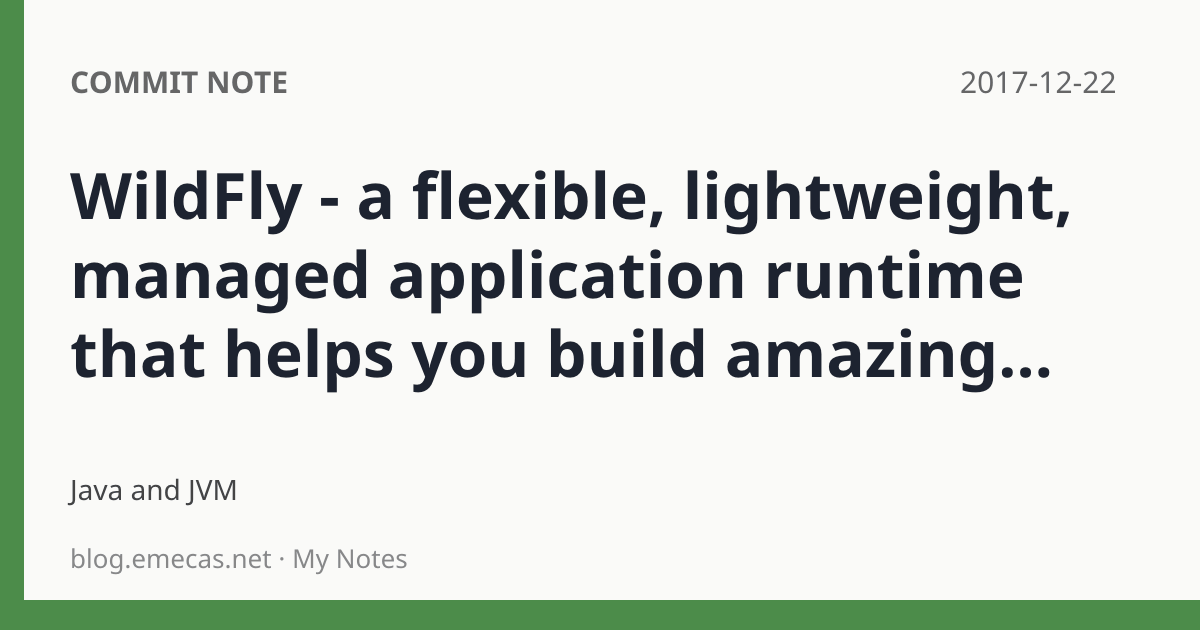 COMMIT NOTE
2017-12-22
WildFly - a flexible, lightweight,
managed application runtime
that helps you build amazing...
Java and JVM
blog.emecas.net · My Notes